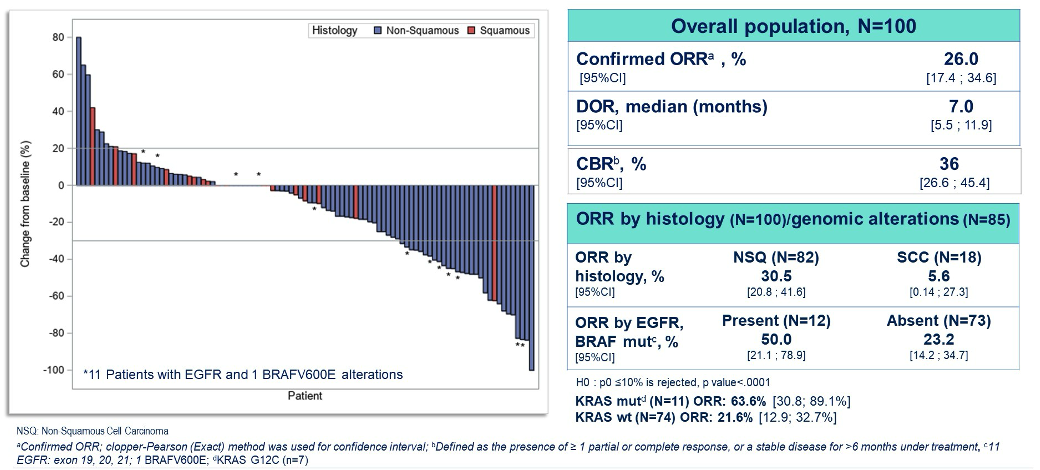 Histology Non-Squamous Squamous
80
60
40
20
0
-20
-40
-60
-80
-100
Change from baseline (%)
* * * * * * * * * * * *
*11 Patients with EGFR and 1 BRAFV600E alterations
Patient
Overall population, N=100
Confirmed ORRa , % 26.0
[95%CI] [17.4 ; 34.6]
DOR, median (months) 7.0
[95%CI] [5.5 ; 11.9]
CBRb, % 36
[95%CI] [26.6 ; 45.4]
ORR by histology (N=100)/genomic alterations (N=85)
ORR by NSQ (N=82) SCC (N=18)
histology, % 30.5 5.6
[95%CI] [20.8 ; 41.6] [0.14 ; 27.3]
ORR by EGFR, Present (N=12) Absent (N=73)
BRAF mutc, % 50.0 23.2
[95%CI] [21.1 ; 78.9] [14.2 ; 34.7]
H0 : p0 ≤10% is rejected, p value<.0001
KRAS mutd (N=11) ORR: 63.6% [30.8; 89.1%]
KRAS wt (N=74) ORR: 21.6% [12.9; 32.7%]
NSQ: Non-Squamous Cell Carcinoma
aConfirmed ORR; clopper-Pearson (Exact) method was used for confidence interval; bDefined as the presence of ≥ 1 partial or complete response, or a stable disease for >6 months under treatment, c11
EGFR: exon 19, 20, 21; 1 BRAFV600E; dKRAS G12C (n=7)